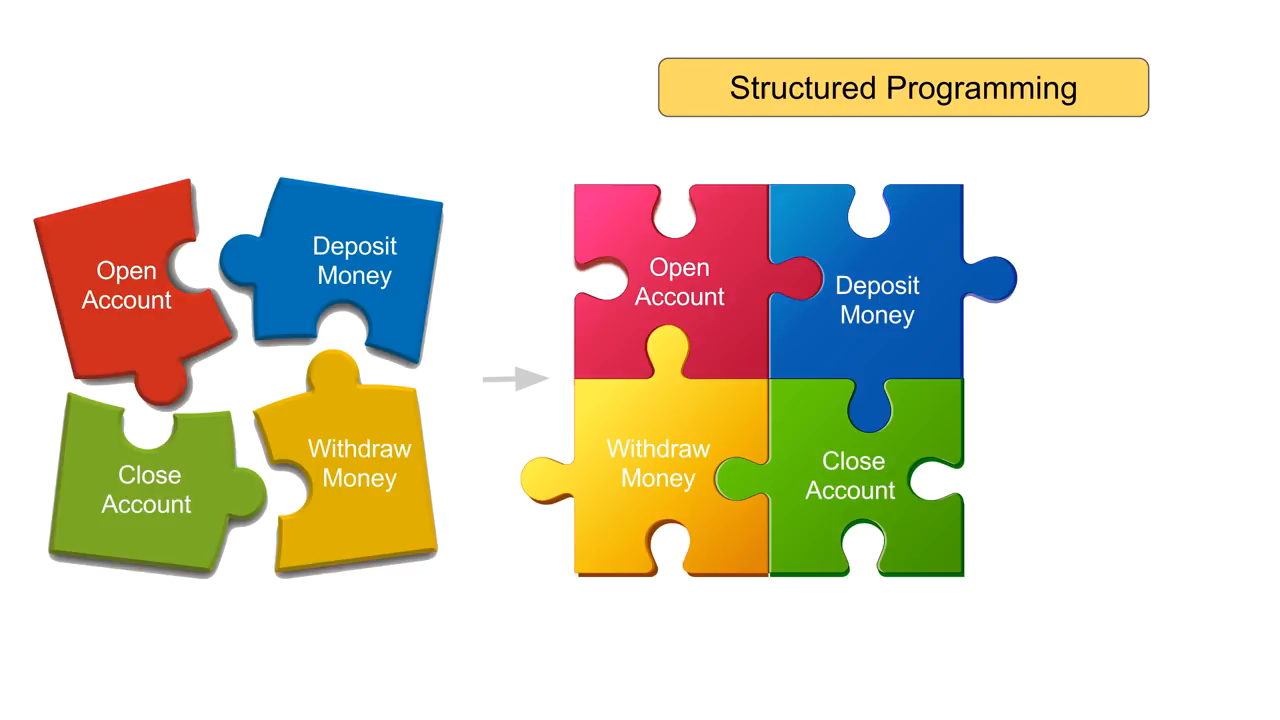 Structured Programming
Open
Account
Deposit
Money
Close
Account
Withdraw
Money
Open
Account
Deposit
Money
Withdraw
Money
Close
Account